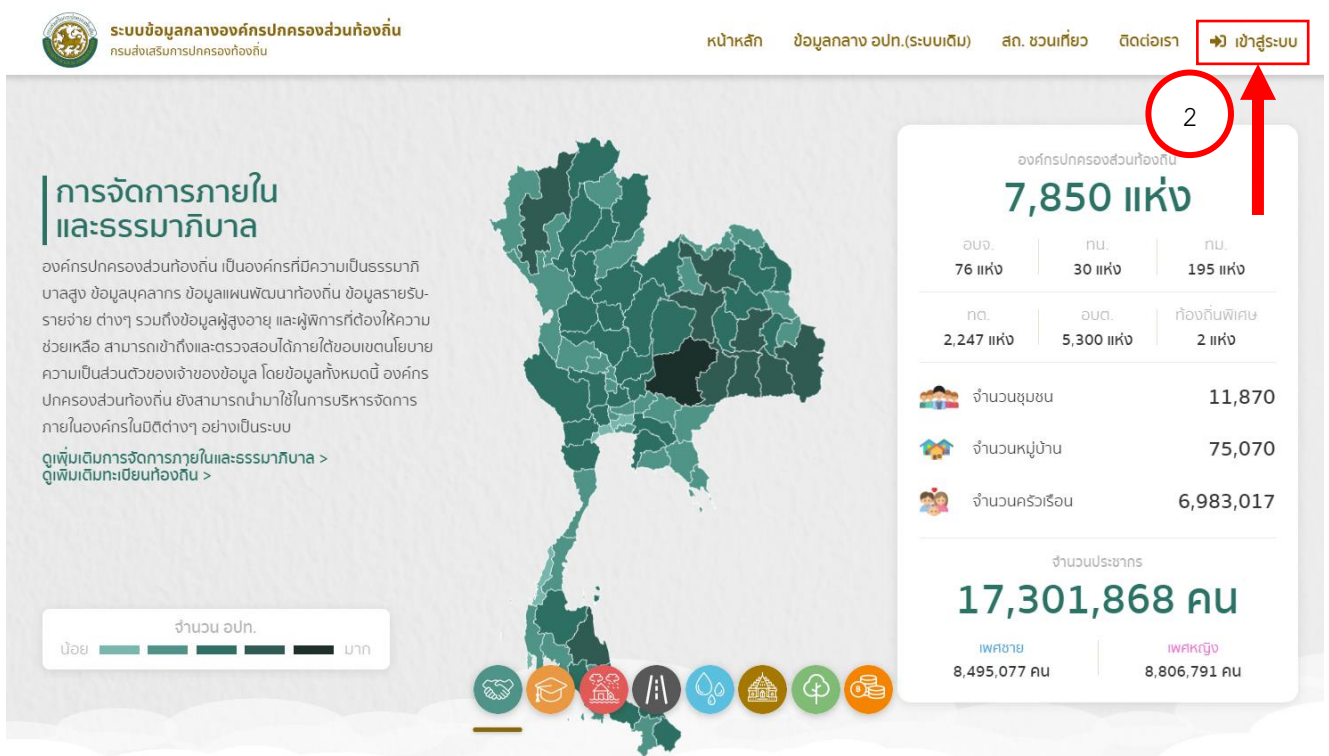 ระบบข้อมูลกลางองค์กรปกครองส่วนท้องถิ่น
กรมส่งเสริมการปกครองท้องถิ่น
หน้าหลัก ข้อมูลกลาง อปท.(ระบบเดิม) สถ. ชวนเที่ยว ติดต่อเรา เข้าสู่ระบบ
2
การจัดการภายใน
และธรรมาภิบาล
องค์กรปกครองส่วนท้องถิ่น เป็นองค์กรที่มีความเป็นธรรมาภิ
บาลสูง ข้อมูลบุคลากร ข้อมูลแผนพัฒนาท้องถิ่น ข้อมูลรายรับ-
รายจ่าย ต่างๆ รวมถึงข้อมูลผู้สูงอายุ และผู้พิการที่ต้องให้ความ
ช่วยเหลือ สามารถเข้าถึงและตรวจสอบได้ภายใต้ขอบเขตนโยบาย
ความเป็นส่วนตัวของเจ้าของข้อมูล โดยข้อมูลทั้งหมดนี้ องค์กร
ปกครองส่วนท้องถิ่น ยังสามารถนำมาใช้ในการบริหารจัดการ
ภายในองค์กรในมิติต่างๆ อย่างเป็นระบบ
ดูเพิ่มเติมการจัดการภายในและธรรมาภิบาล >
ดูเพิ่มเติมทะเบียนท้องถิ่น >
จำนวน อปท.
น้อย มาก
องค์กรปกครองส่วนท้องถิ่น
7,850 แห่ง
อบจ. ทน. ทม.
76 แห่ง 30 แห่ง 195 แห่ง
ทต. อบต. ท้องถิ่นพิเศษ
2,247 แห่ง 5,300 แห่ง 2 แห่ง
จำนวนชุมชน 11,870
จำนวนหมู่บ้าน 75,070
จำนวนครัวเรือน 6,983,017
จำนวนประชากร
17,301,868 คน
เพศชาย เพศหญิง
8,495,077 คน 8,806,791 คน